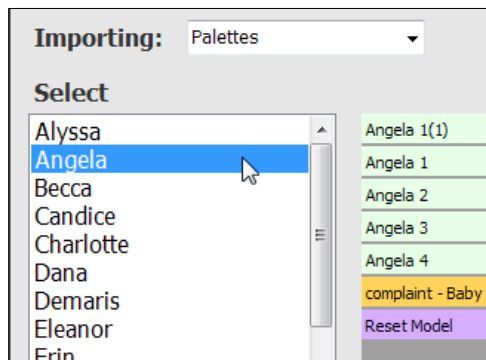 Importing: Palettes
Select
Alyssa
Angela
Becca
Candice
Charlotte
Dana
Demaris
Eleanor
Erin
Angela 1(1)
Angela 1
Angela 2
Angela 3
Angela 4
complaint - Baby
Reset Model